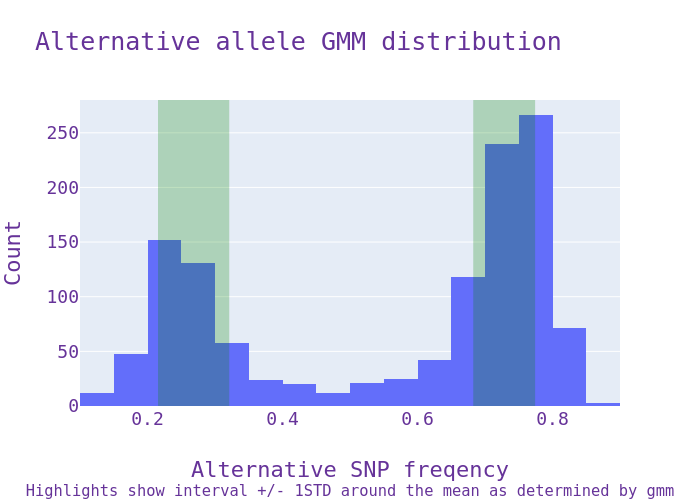 Alternative allele GMM distribution
Count
250
200
150
100
50
0
0.2 0.4 0.6 0.8
Alternative SNP freqency
Highlights show interval +/- 1STD around the mean as determined by gmm